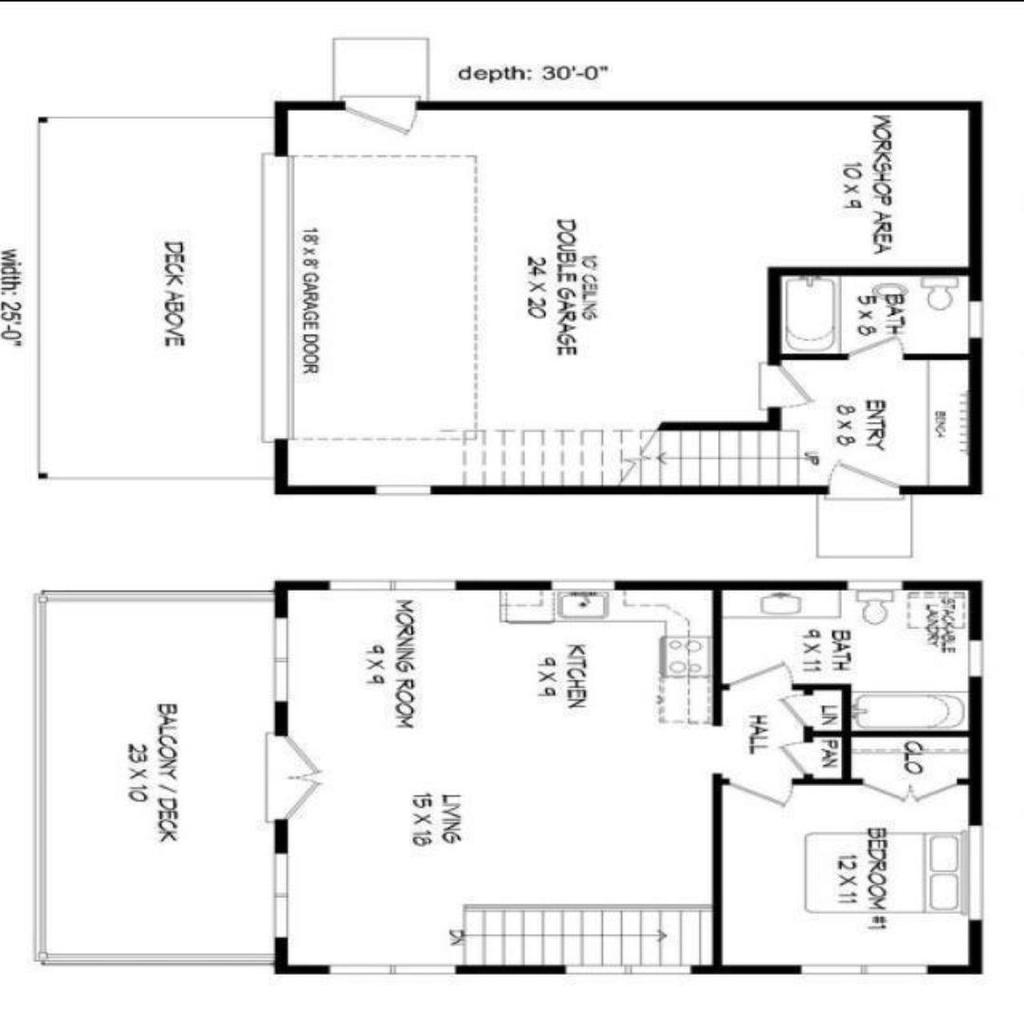 depth: 30'-0"
width: 25'-0"
WORKSHOP AREA
10 X 9
10' CEILING
DOUBLE GARAGE
24 X 20
18' x 8' GARAGE DOOR
DECK ABOVE
BATH
5 X 8
ENTRY
8 X 8
BENCH
UP
STACKABLE
LAUNDRY
BATH
9 X 11
MORNING ROOM
9 X 9
KITCHEN
9 X 9
LIN
PAN
HALL
CLO
BALCONY / DECK
23 X 10
LIVING
15 X 18
BEDROOM #1
12 X 11
DN